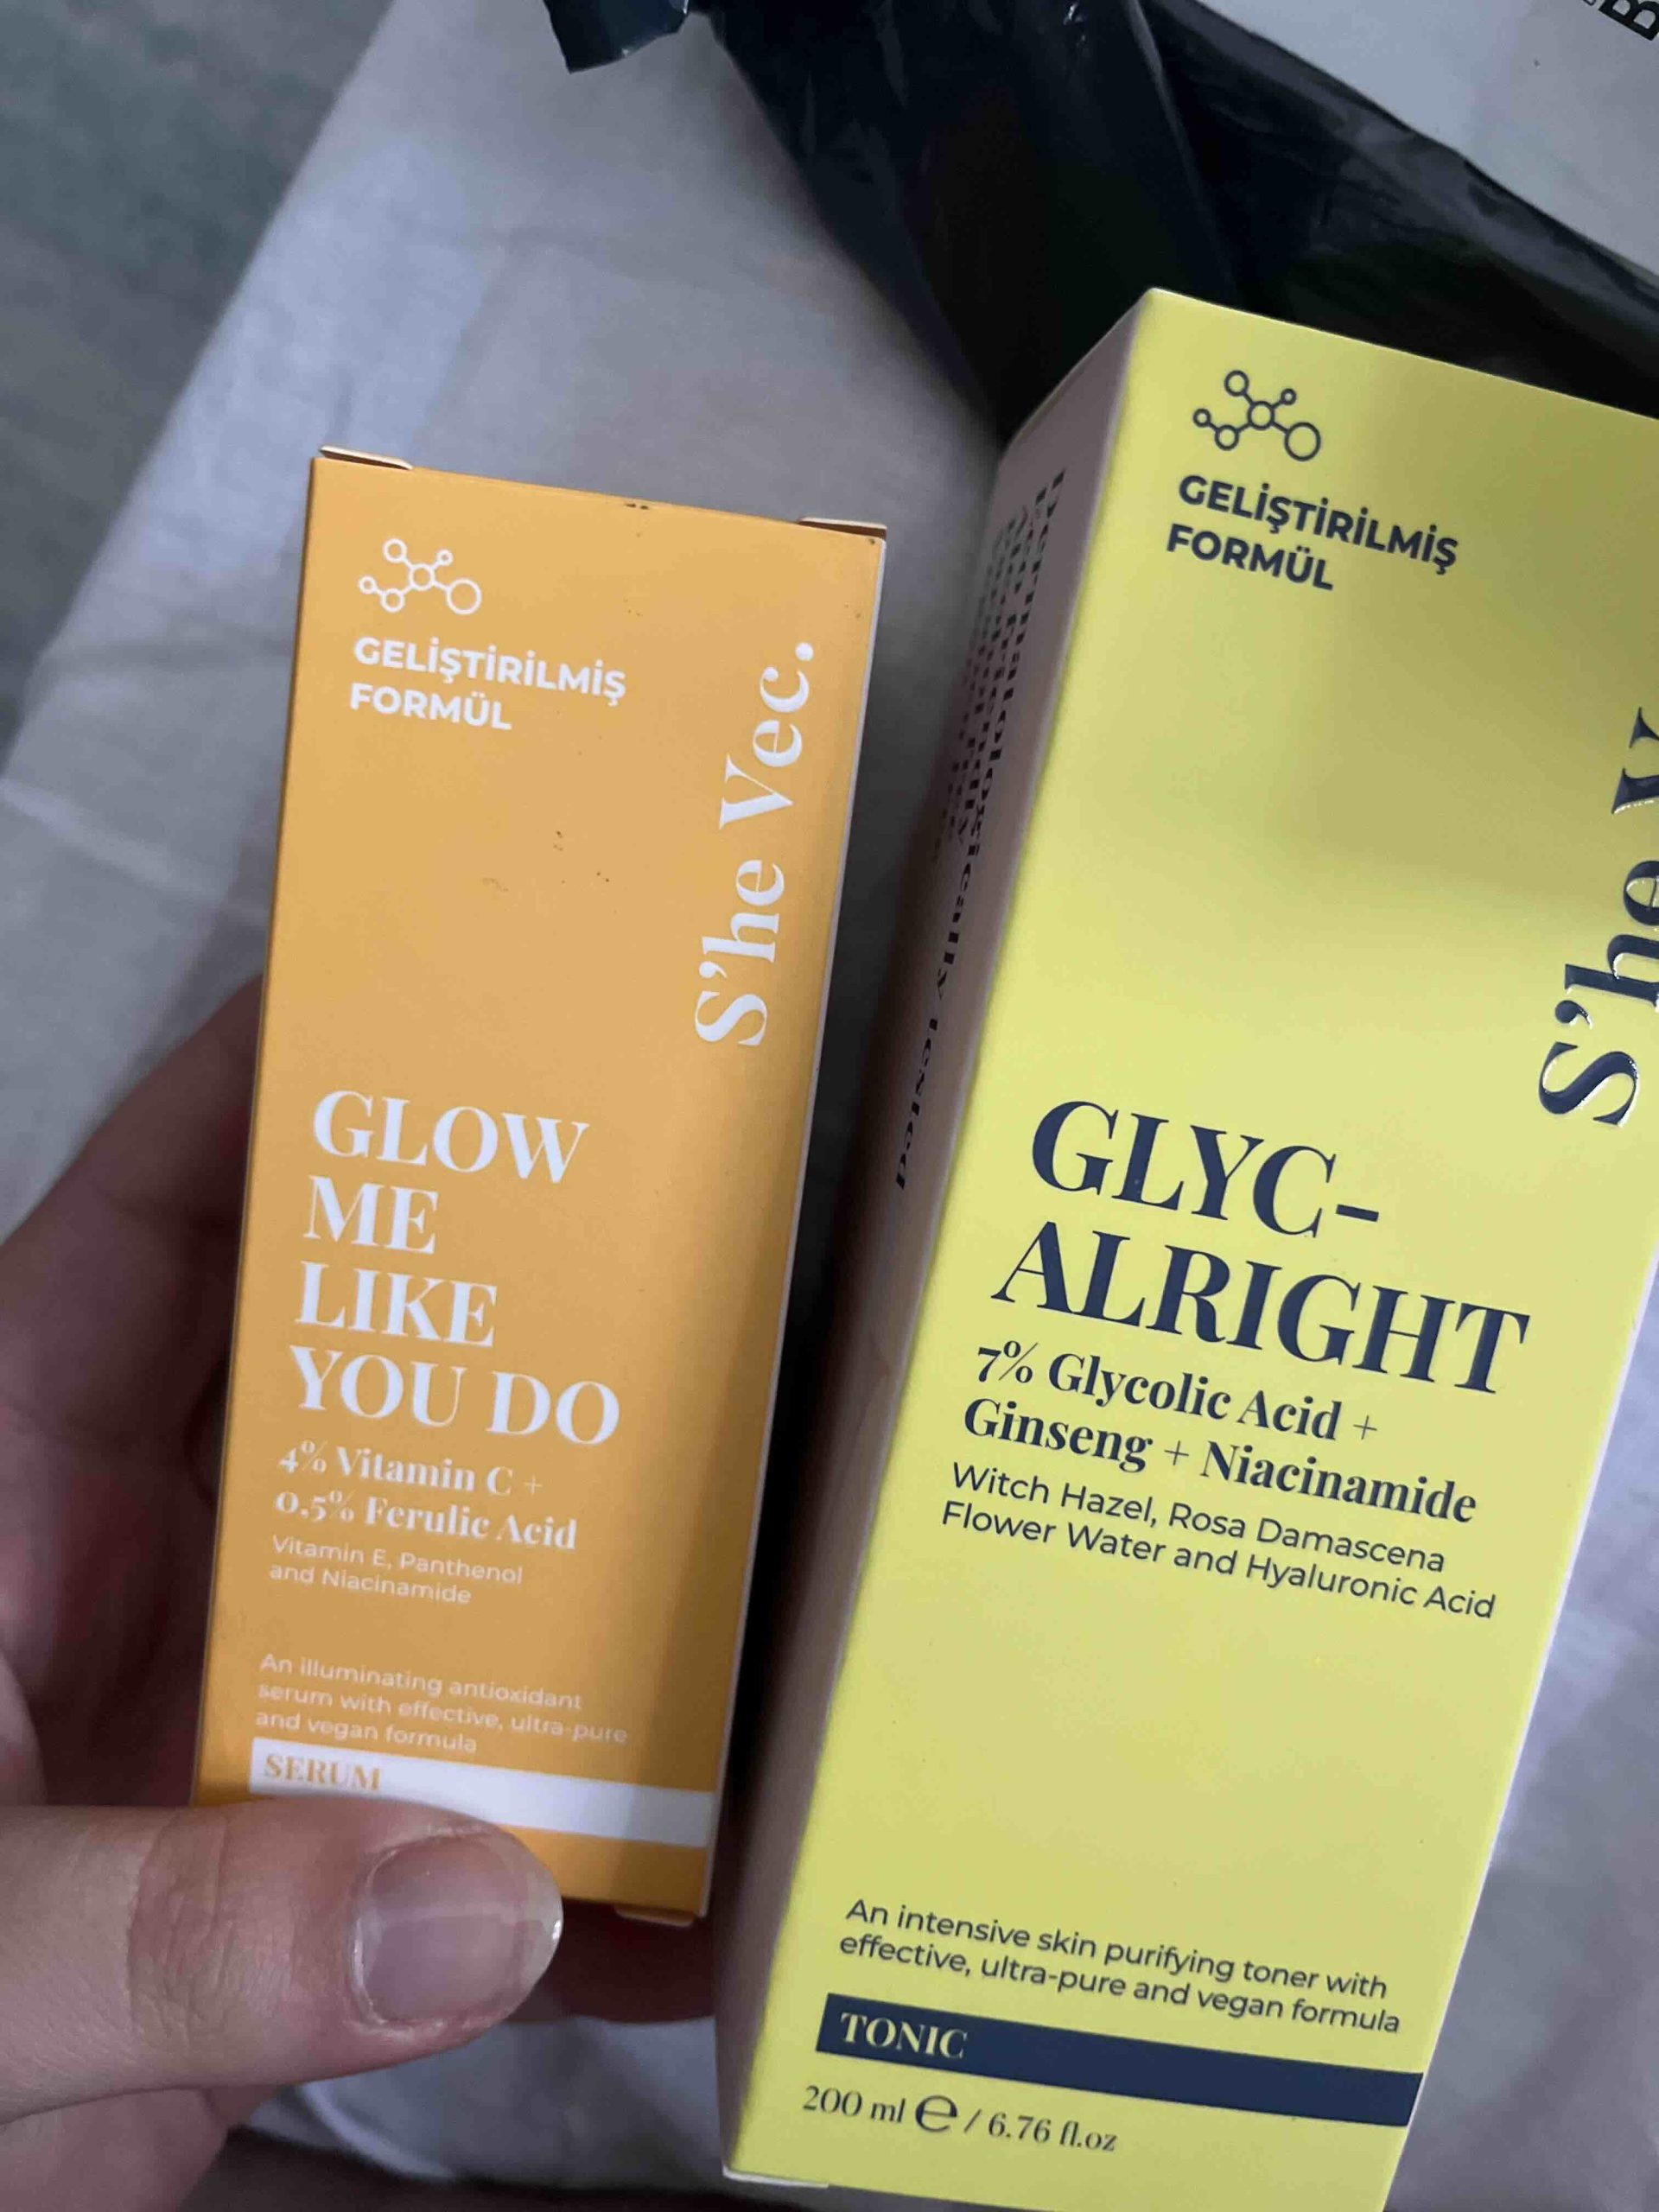 GELİŞTİRİLMİŞ
FORMÜL
S'he Vec.
GLOW
ME
LIKE
YOU DO
4% Vitamin C +
0.5% Ferulic Acid
Vitamin E, Panthenol
and Niacinamide
An illuminating antioxidant
serum with effective, ultra-pure
and vegan formula
SERUM
GELİŞTİRİLMİŞ
FORMÜL
S'he V
GLYC-
ALRIGHT
7% Glycolic Acid +
Ginseng + Niacinamide
Witch Hazel, Rosa Damascena
Flower Water and Hyaluronic Acid
An intensive skin purifying toner with
effective, ultra-pure and vegan formula
TONIC
200 ml ℮ / 6.76 fl.oz